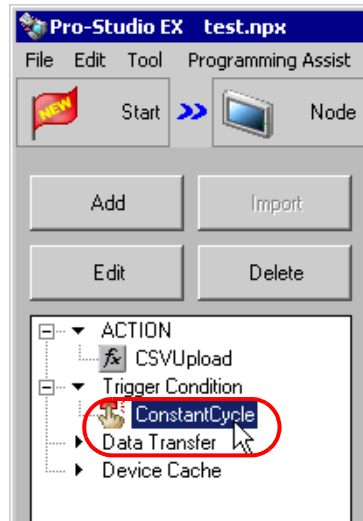 Pro-Studio EX test.npx
File Edit Tool Programming Assist
NEW Start Node
Add Import
Edit Delete
ACTION
fx CSVUpload
Trigger Condition
ConstantCycle
Data Transfer
Device Cache